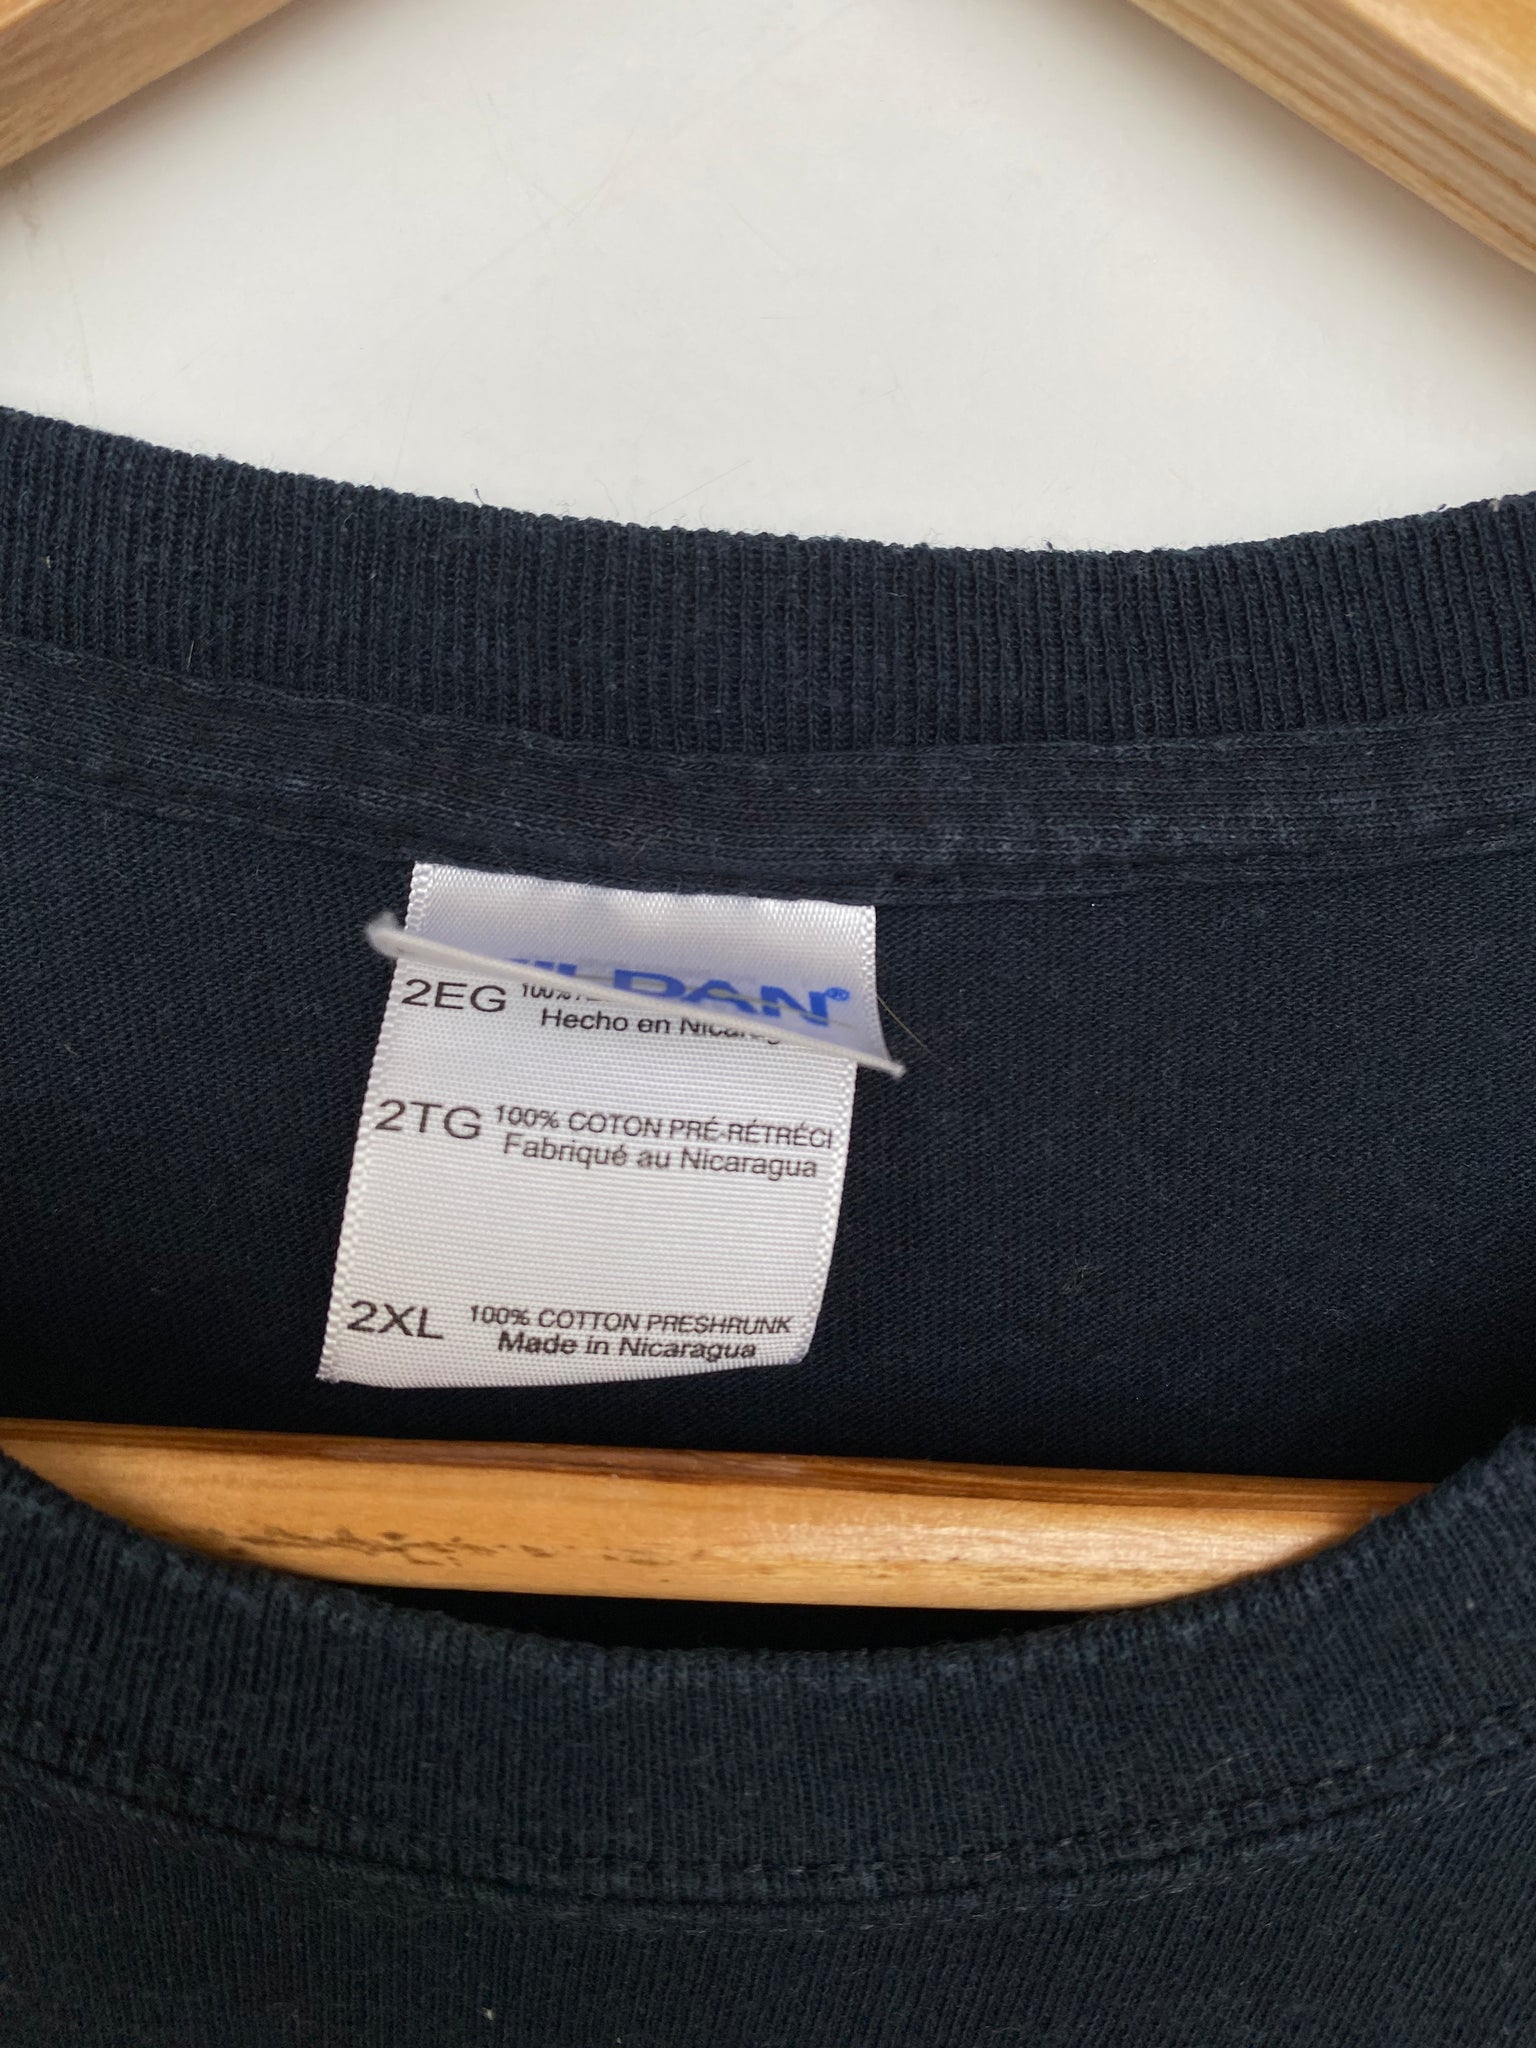 DAN®
2EG 100%
Hecho en
2TG 100% COTON PRÉ-RÉTRÉCI
Fabriqué au Nicaragua
2XL 100% COTTON PRESHRUNK
Made in Nicaragua